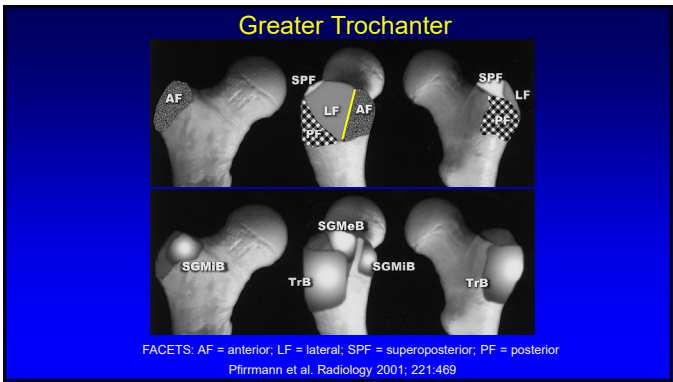 Greater Trochanter
AF
SPF
LF
AF
PF
SPF
LF
PF
SGMiB
SGMeB
TrB
SGMiB
TrB
FACETS: AF = anterior; LF = lateral; SPF = superoposterior; PF = posterior
Pfirrmann et al. Radiology 2001; 221:469